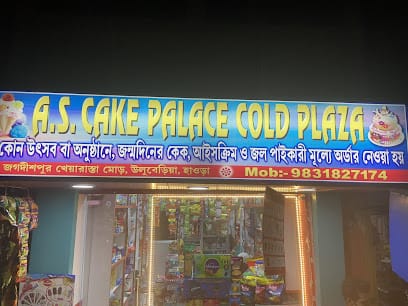 A.S. CAKE PALACE COLD PLAZA
কোন উৎসব বা অনুষ্ঠানে, জন্মদিনের কেক, আইসক্রিম ও জল পাইকারী মূল্যে অর্ডার নেওয়া হয়
জগদীশপুর খেয়ারাস্তা মোড়, উলুবেড়িয়া, হাওড়া Mob:- 9831827174